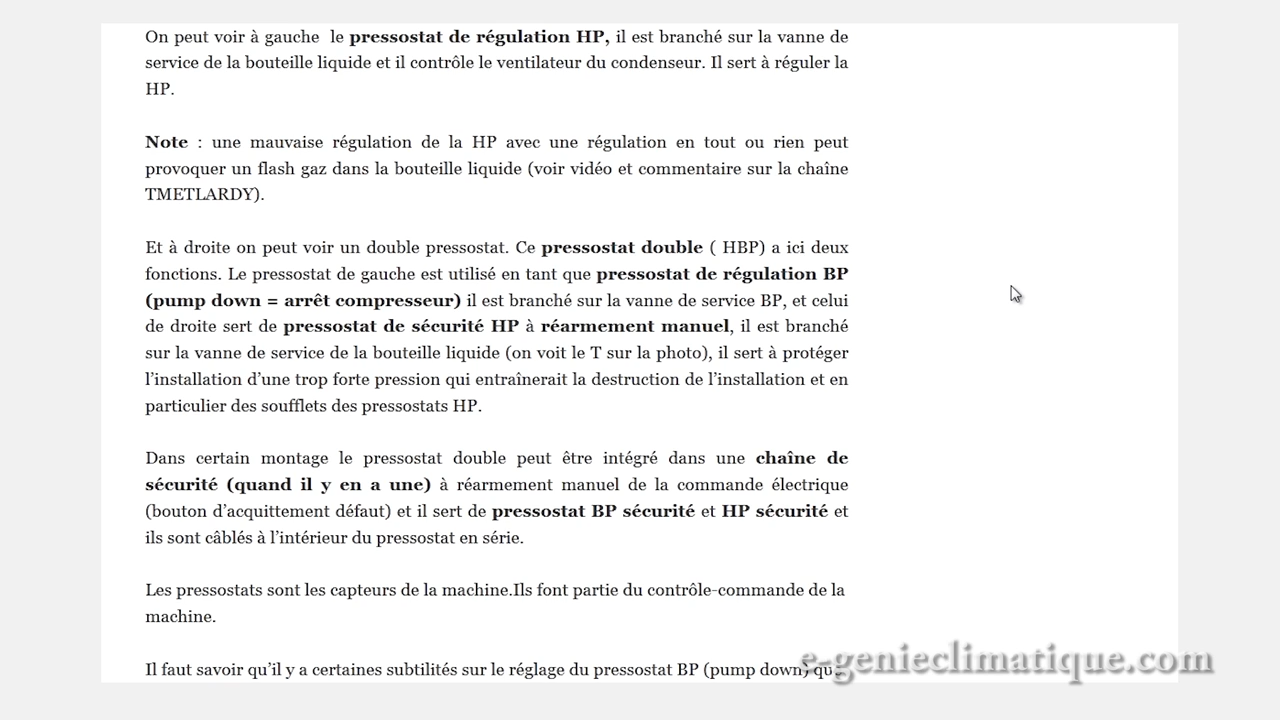 On peut voir à gauche le pressostat de régulation HP, il est branché sur la vanne de
service de la bouteille liquide et il contrôle le ventilateur du condenseur. Il sert à réguler la
HP.
Note : une mauvaise régulation de la HP avec une régulation en tout ou rien peut
provoquer un flash gaz dans la bouteille liquide (voir vidéo et commentaire sur la chaîne
TMETLARDY).
Et à droite on peut voir un double pressostat. Ce pressostat double ( HBP) a ici deux
fonctions. Le pressostat de gauche est utilisé en tant que pressostat de régulation BP
(pump down = arrêt compresseur) il est branché sur la vanne de service BP, et celui
de droite sert de pressostat de sécurité HP à réarmement manuel, il est branché
sur la vanne de service de la bouteille liquide (on voit le T sur la photo), il sert à protéger
l’installation d’une trop forte pression qui entraînerait la destruction de l’installation et en
particulier des soufflets des pressostats HP.
Dans certain montage le pressostat double peut être intégré dans une chaîne de
sécurité (quand il y en a une) à réarmement manuel de la commande électrique
(bouton d’acquittement défaut) et il sert de pressostat BP sécurité et HP sécurité et
ils sont câblés à l’intérieur du pressostat en série.
Les pressostats sont les capteurs de la machine.Ils font partie du contrôle-commande de la
machine.
Il faut savoir qu’il y a certaines subtilités sur le réglage du pressostat BP (pump down)
e-genieclimatique.com